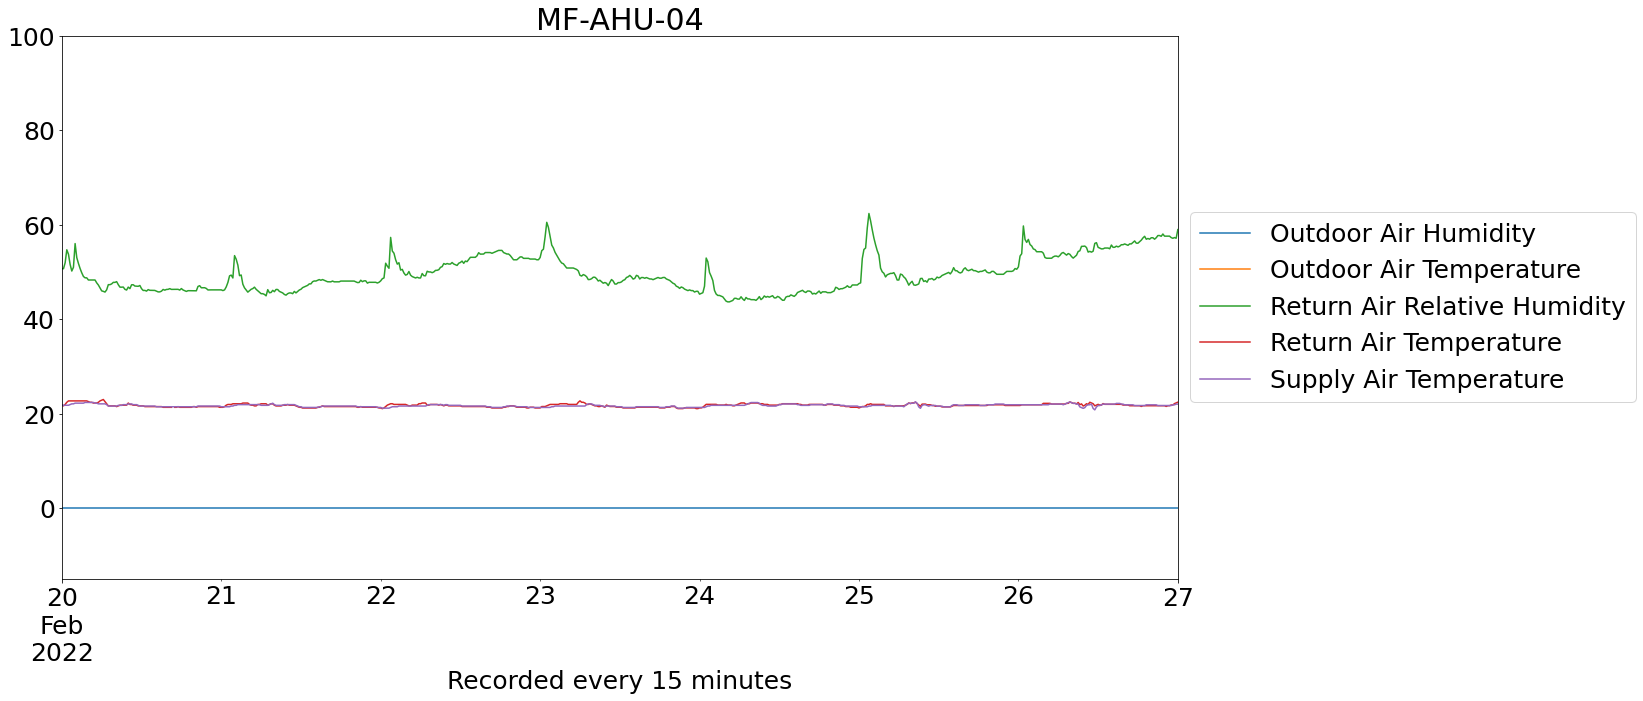 MF-AHU-04
100
80
60
40
20
0
20 21 22 23 24 25 26 27
Feb
2022
Recorded every 15 minutes
Outdoor Air Humidity
Outdoor Air Temperature
Return Air Relative Humidity
Return Air Temperature
Supply Air Temperature